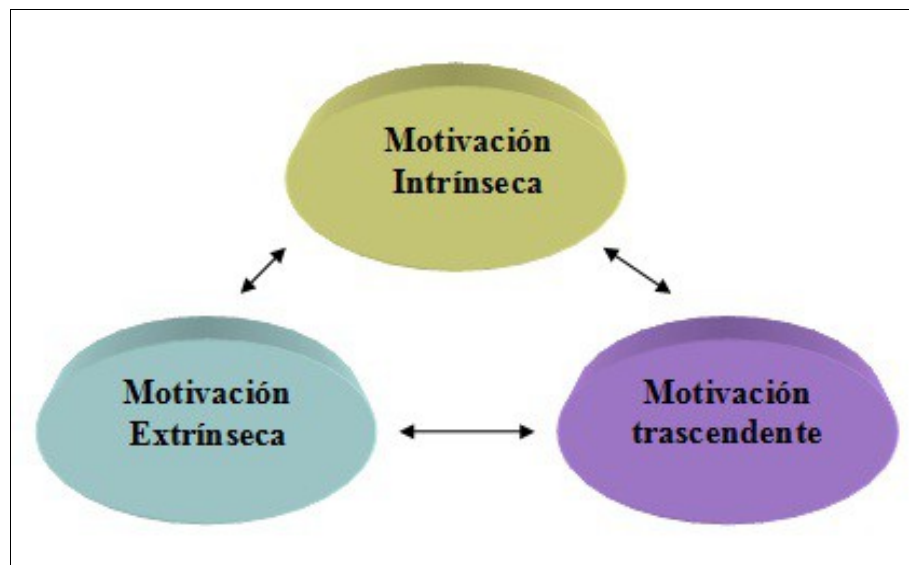 Motivación
Intrínseca
Motivación
Extrínseca
Motivación
trascendente